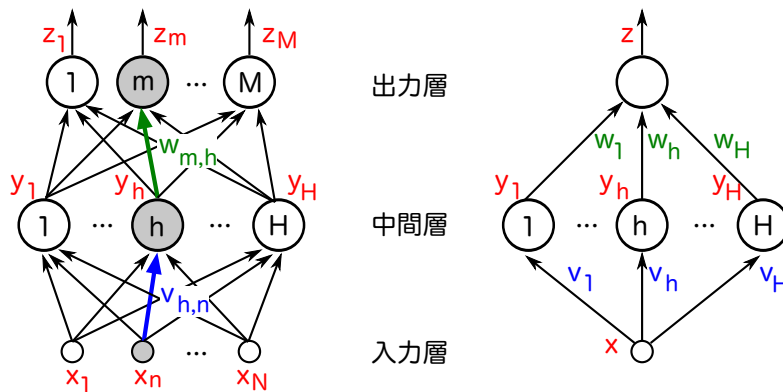 z1 zm zM z
1 m ... M 出力層
wm,h w1 wh wH
y1 yh yH y1 yh yH
1 ... h ... H 中間層 1 ... h ... H
vh,n v1 vh vH
入力層 x
x1 xn ... xN